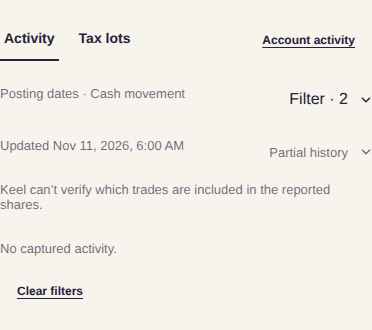 Activity Tax lots Account activity
Posting dates · Cash movement Filter · 2
Updated Nov 11, 2026, 6:00 AM Partial history
Keel can't verify which trades are included in the reported
shares.
No captured activity.
Clear filters